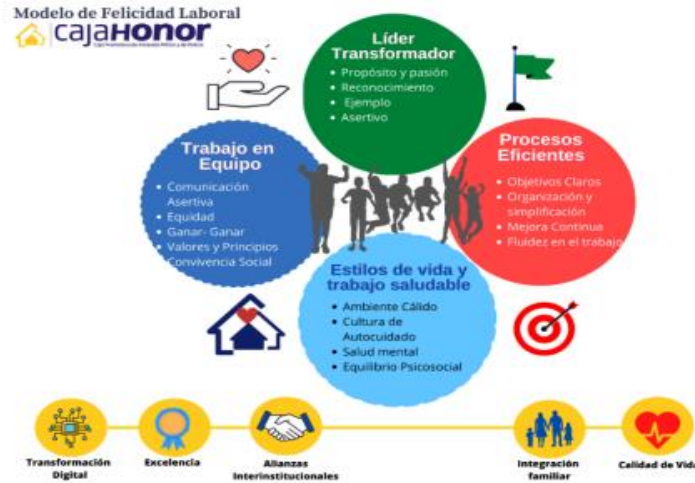 Modelo de Felicidad Laboral
CAJAHONOR
Líder
Transformador
• Propósito y pasión
• Reconocimiento
• Ejemplo
• Asertivo
Trabajo en
Equipo
• Comunicación
Asertiva
• Equidad
• Ganar- Ganar
• Valores y Principios
Convivencia Social
Procesos
Eficientes
• Objetivos Claros
• Organización y
simplificación
• Mejora Continua
• Fluidez en el trabajo
Estilos de vida y
trabajo saludable
• Ambiente Cálido
• Cultura de
Autocuidado
• Salud mental
• Equilibrio Psicosocial
Transformación
Digital
Excelencia
Alianzas
Interinstitucionales
Integración
familiar
Calidad de Vida